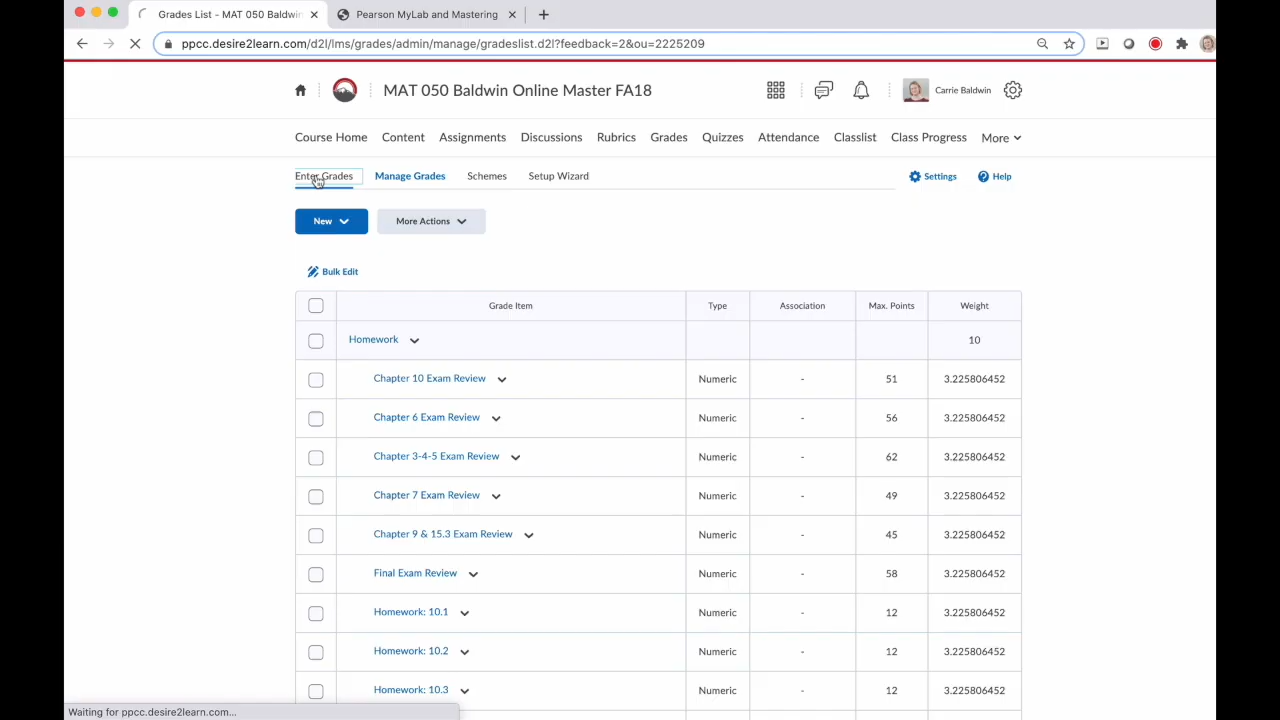 Grades List - MAT 050 Baldwin
Pearson MyLab and Mastering
ppcc.desire2learn.com/d2l/lms/grades/admin/manage/gradeslist.d2l?feedback=2&ou=2225209
MAT 050 Baldwin Online Master FA18
Carrie Baldwin
Course Home Content Assignments Discussions Rubrics Grades Quizzes Attendance Classlist Class Progress More
Enter Grades Manage Grades Schemes Setup Wizard Settings Help
New More Actions
Bulk Edit
Grade Item Type Association Max. Points Weight
Homework 10
Chapter 10 Exam Review Numeric - 51 3.225806452
Chapter 6 Exam Review Numeric - 56 3.225806452
Chapter 3-4-5 Exam Review Numeric - 62 3.225806452
Chapter 7 Exam Review Numeric - 49 3.225806452
Chapter 9 & 15.3 Exam Review Numeric - 45 3.225806452
Final Exam Review Numeric - 58 3.225806452
Homework: 10.1 Numeric - 12 3.225806452
Homework: 10.2 Numeric - 12 3.225806452
Homework: 10.3 Numeric - 12 3.225806452
Waiting for ppcc.desire2learn.com...